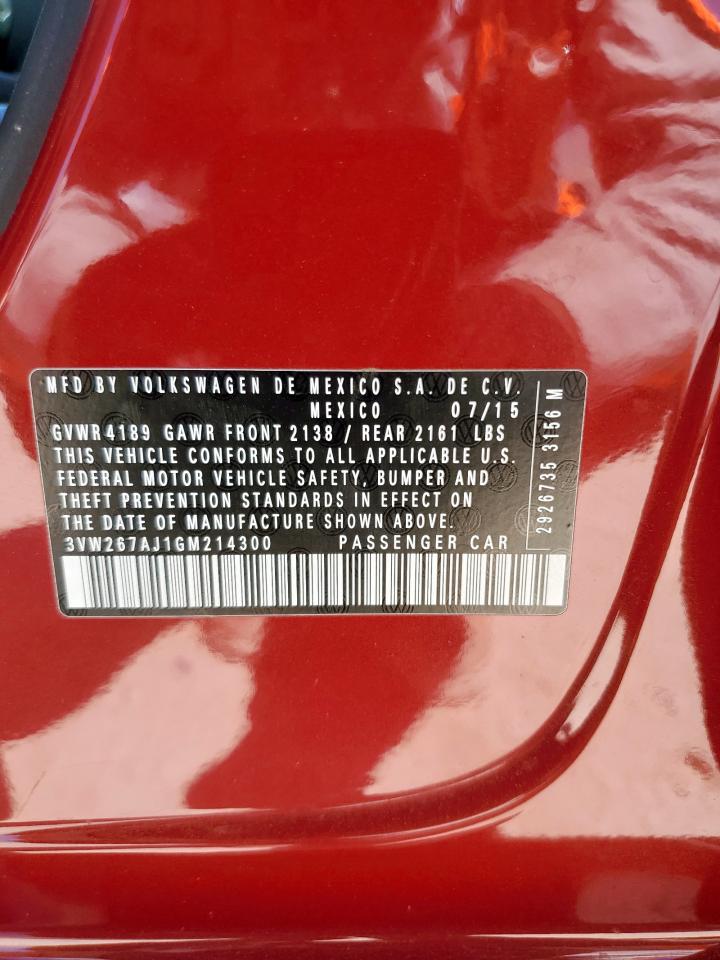 MFD BY VOLKSWAGEN DE MEXICO S.A. DE C.V.
MEXICO 07/15
GVWR4189 GAWR FRONT 2138 / REAR 2161 LBS
THIS VEHICLE CONFORMS TO ALL APPLICABLE U.S.
FEDERAL MOTOR VEHICLE SAFETY, BUMPER AND
THEFT PREVENTION STANDARDS IN EFFECT ON
THE DATE OF MANUFACTURE SHOWN ABOVE.
3VW267AJ1GM214300 PASSENGER CAR
2926735 3156 M